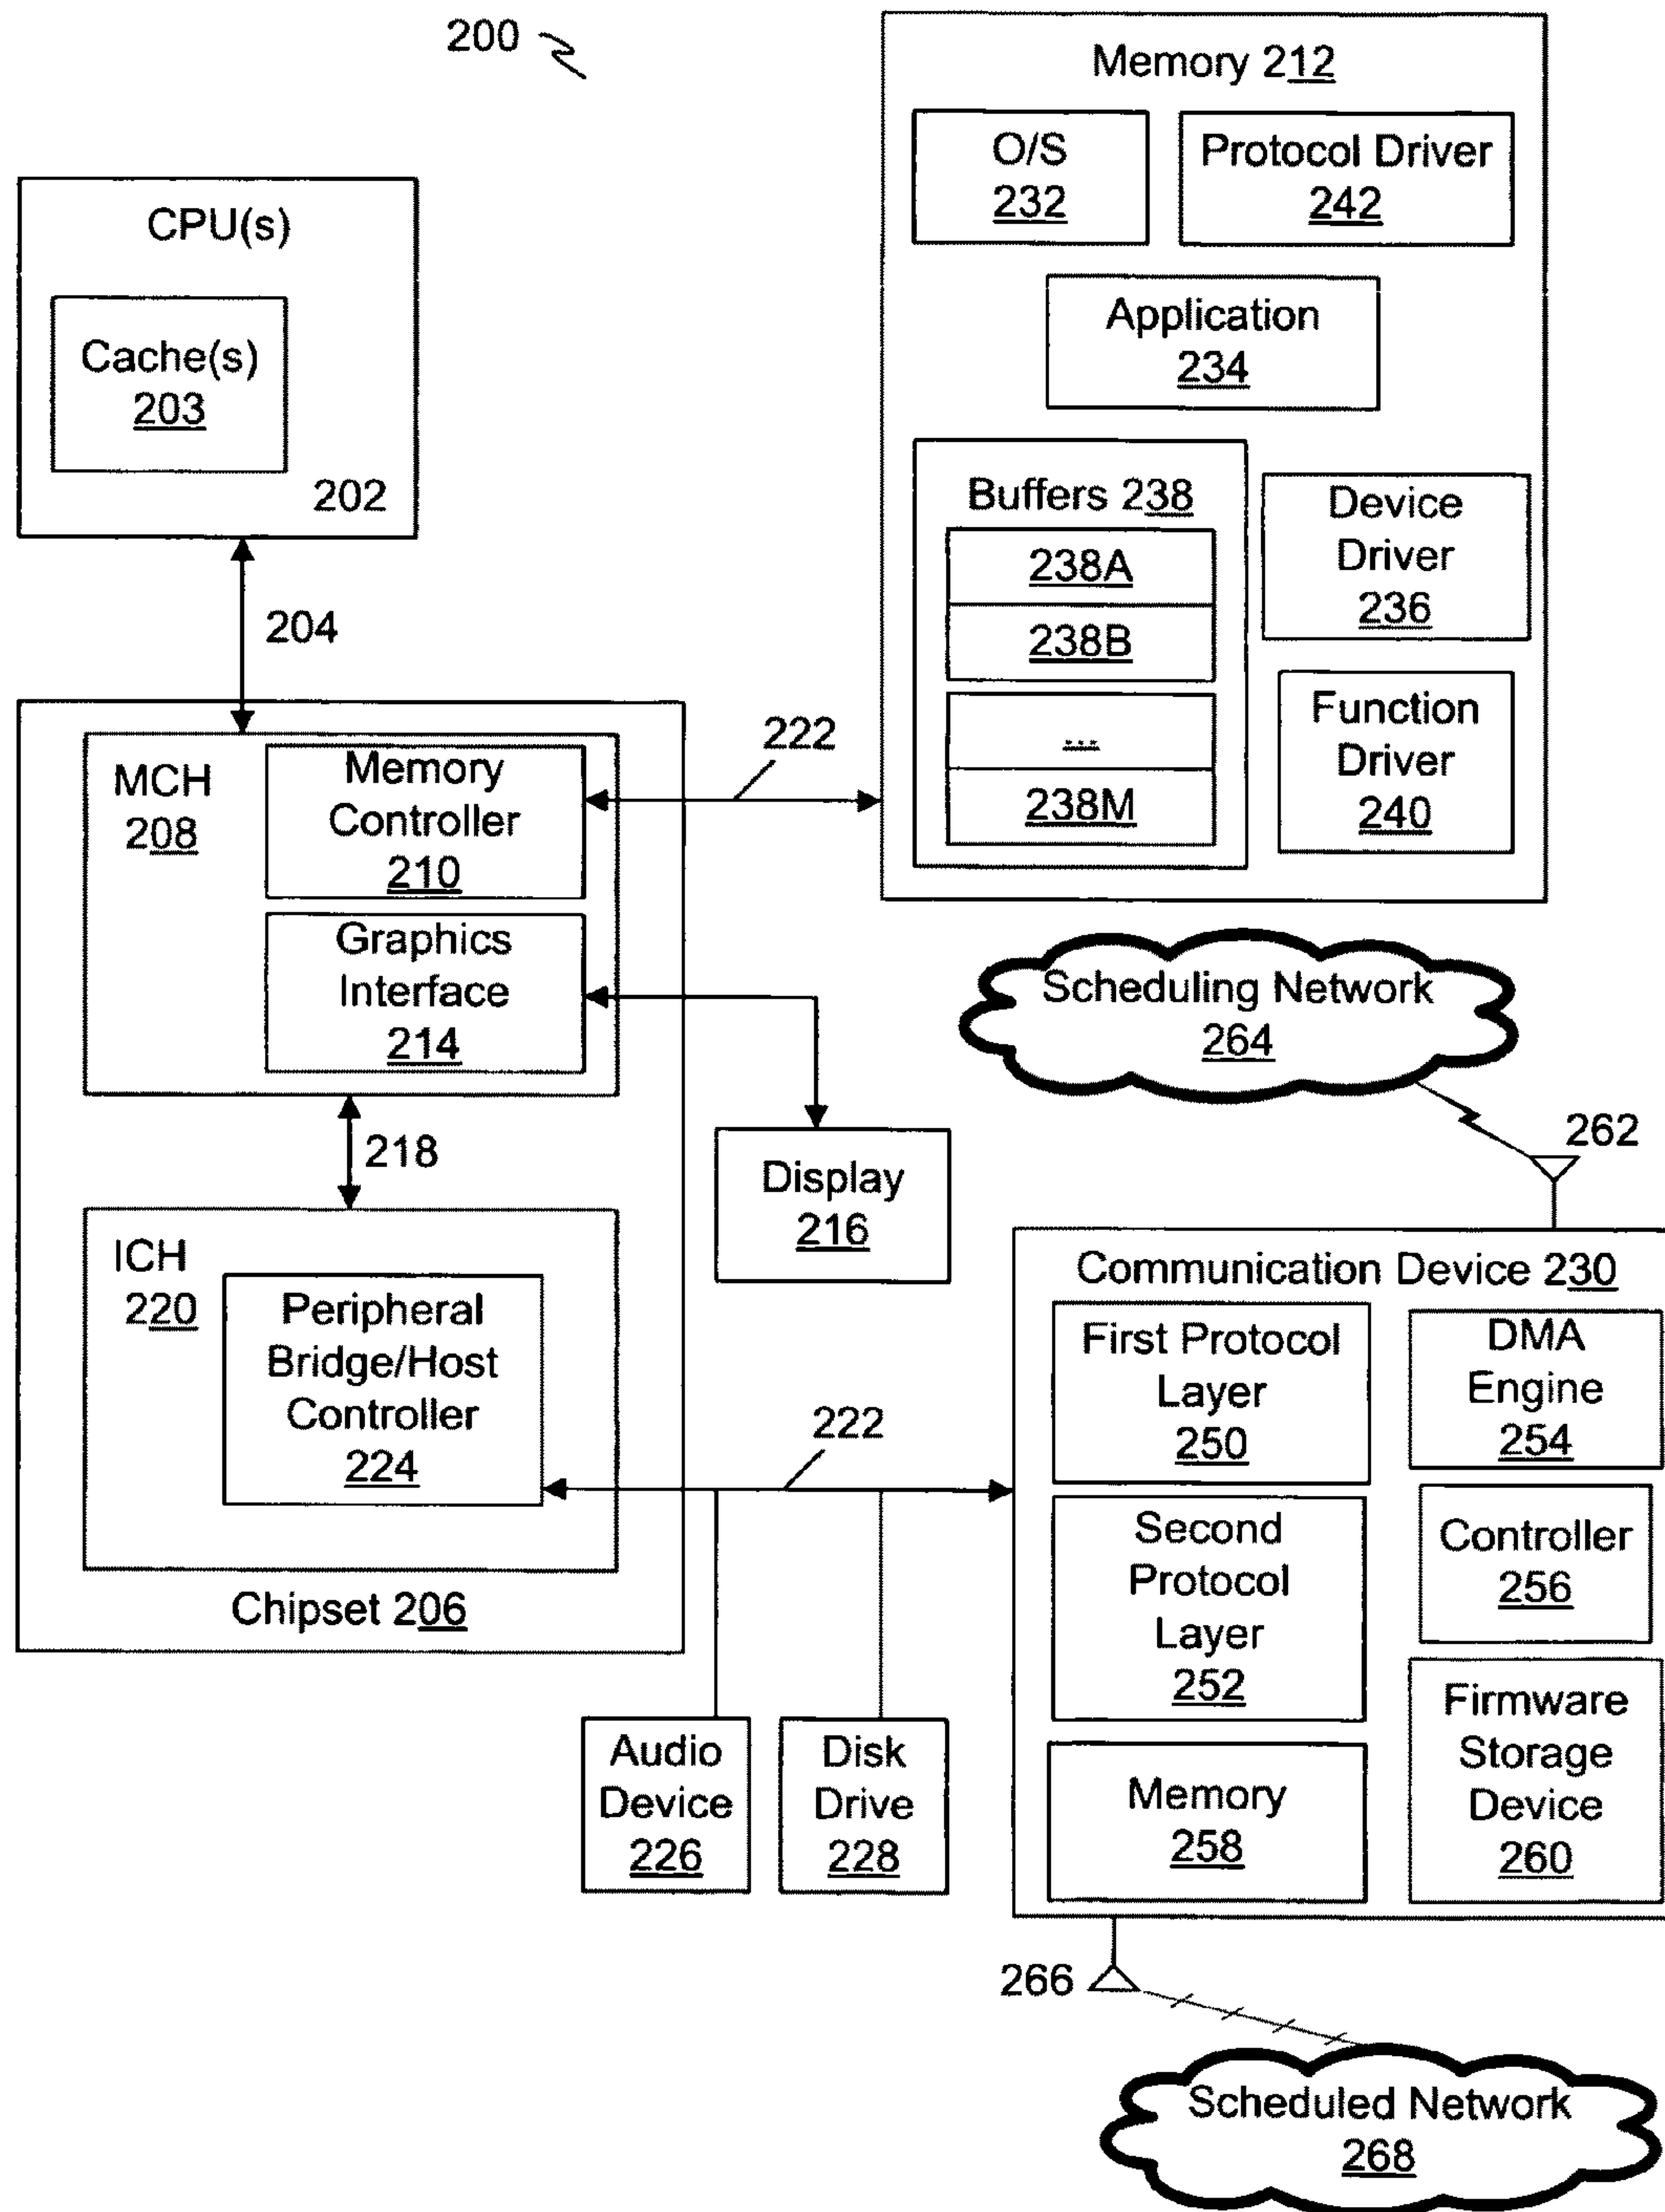 200
CPU(s)
Cache(s)
203
202
204
Memory 212
O/S
232
Protocol Driver
242
Application
234
Buffers 238
238A
238B
...
238M
Device
Driver
236
Function
Driver
240
MCH
208
Memory
Controller
210
222
Graphics
Interface
214
218
Display
216
ICH
220
Peripheral
Bridge/Host
Controller
224
Chipset 206
222
Audio
Device
226
Disk
Drive
228
Scheduling Network
264
262
Communication Device 230
First Protocol
Layer
250
DMA
Engine
254
Second
Protocol
Layer
252
Controller
256
Memory
258
Firmware
Storage
Device
260
266
Scheduled Network
268